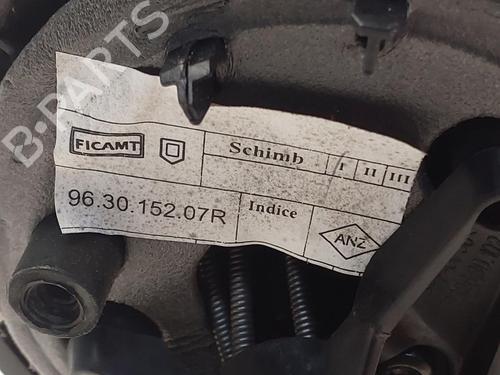 B-PARTS
FICAMT
Schimb I II III
96.30.152.07R
Indice
ANZ